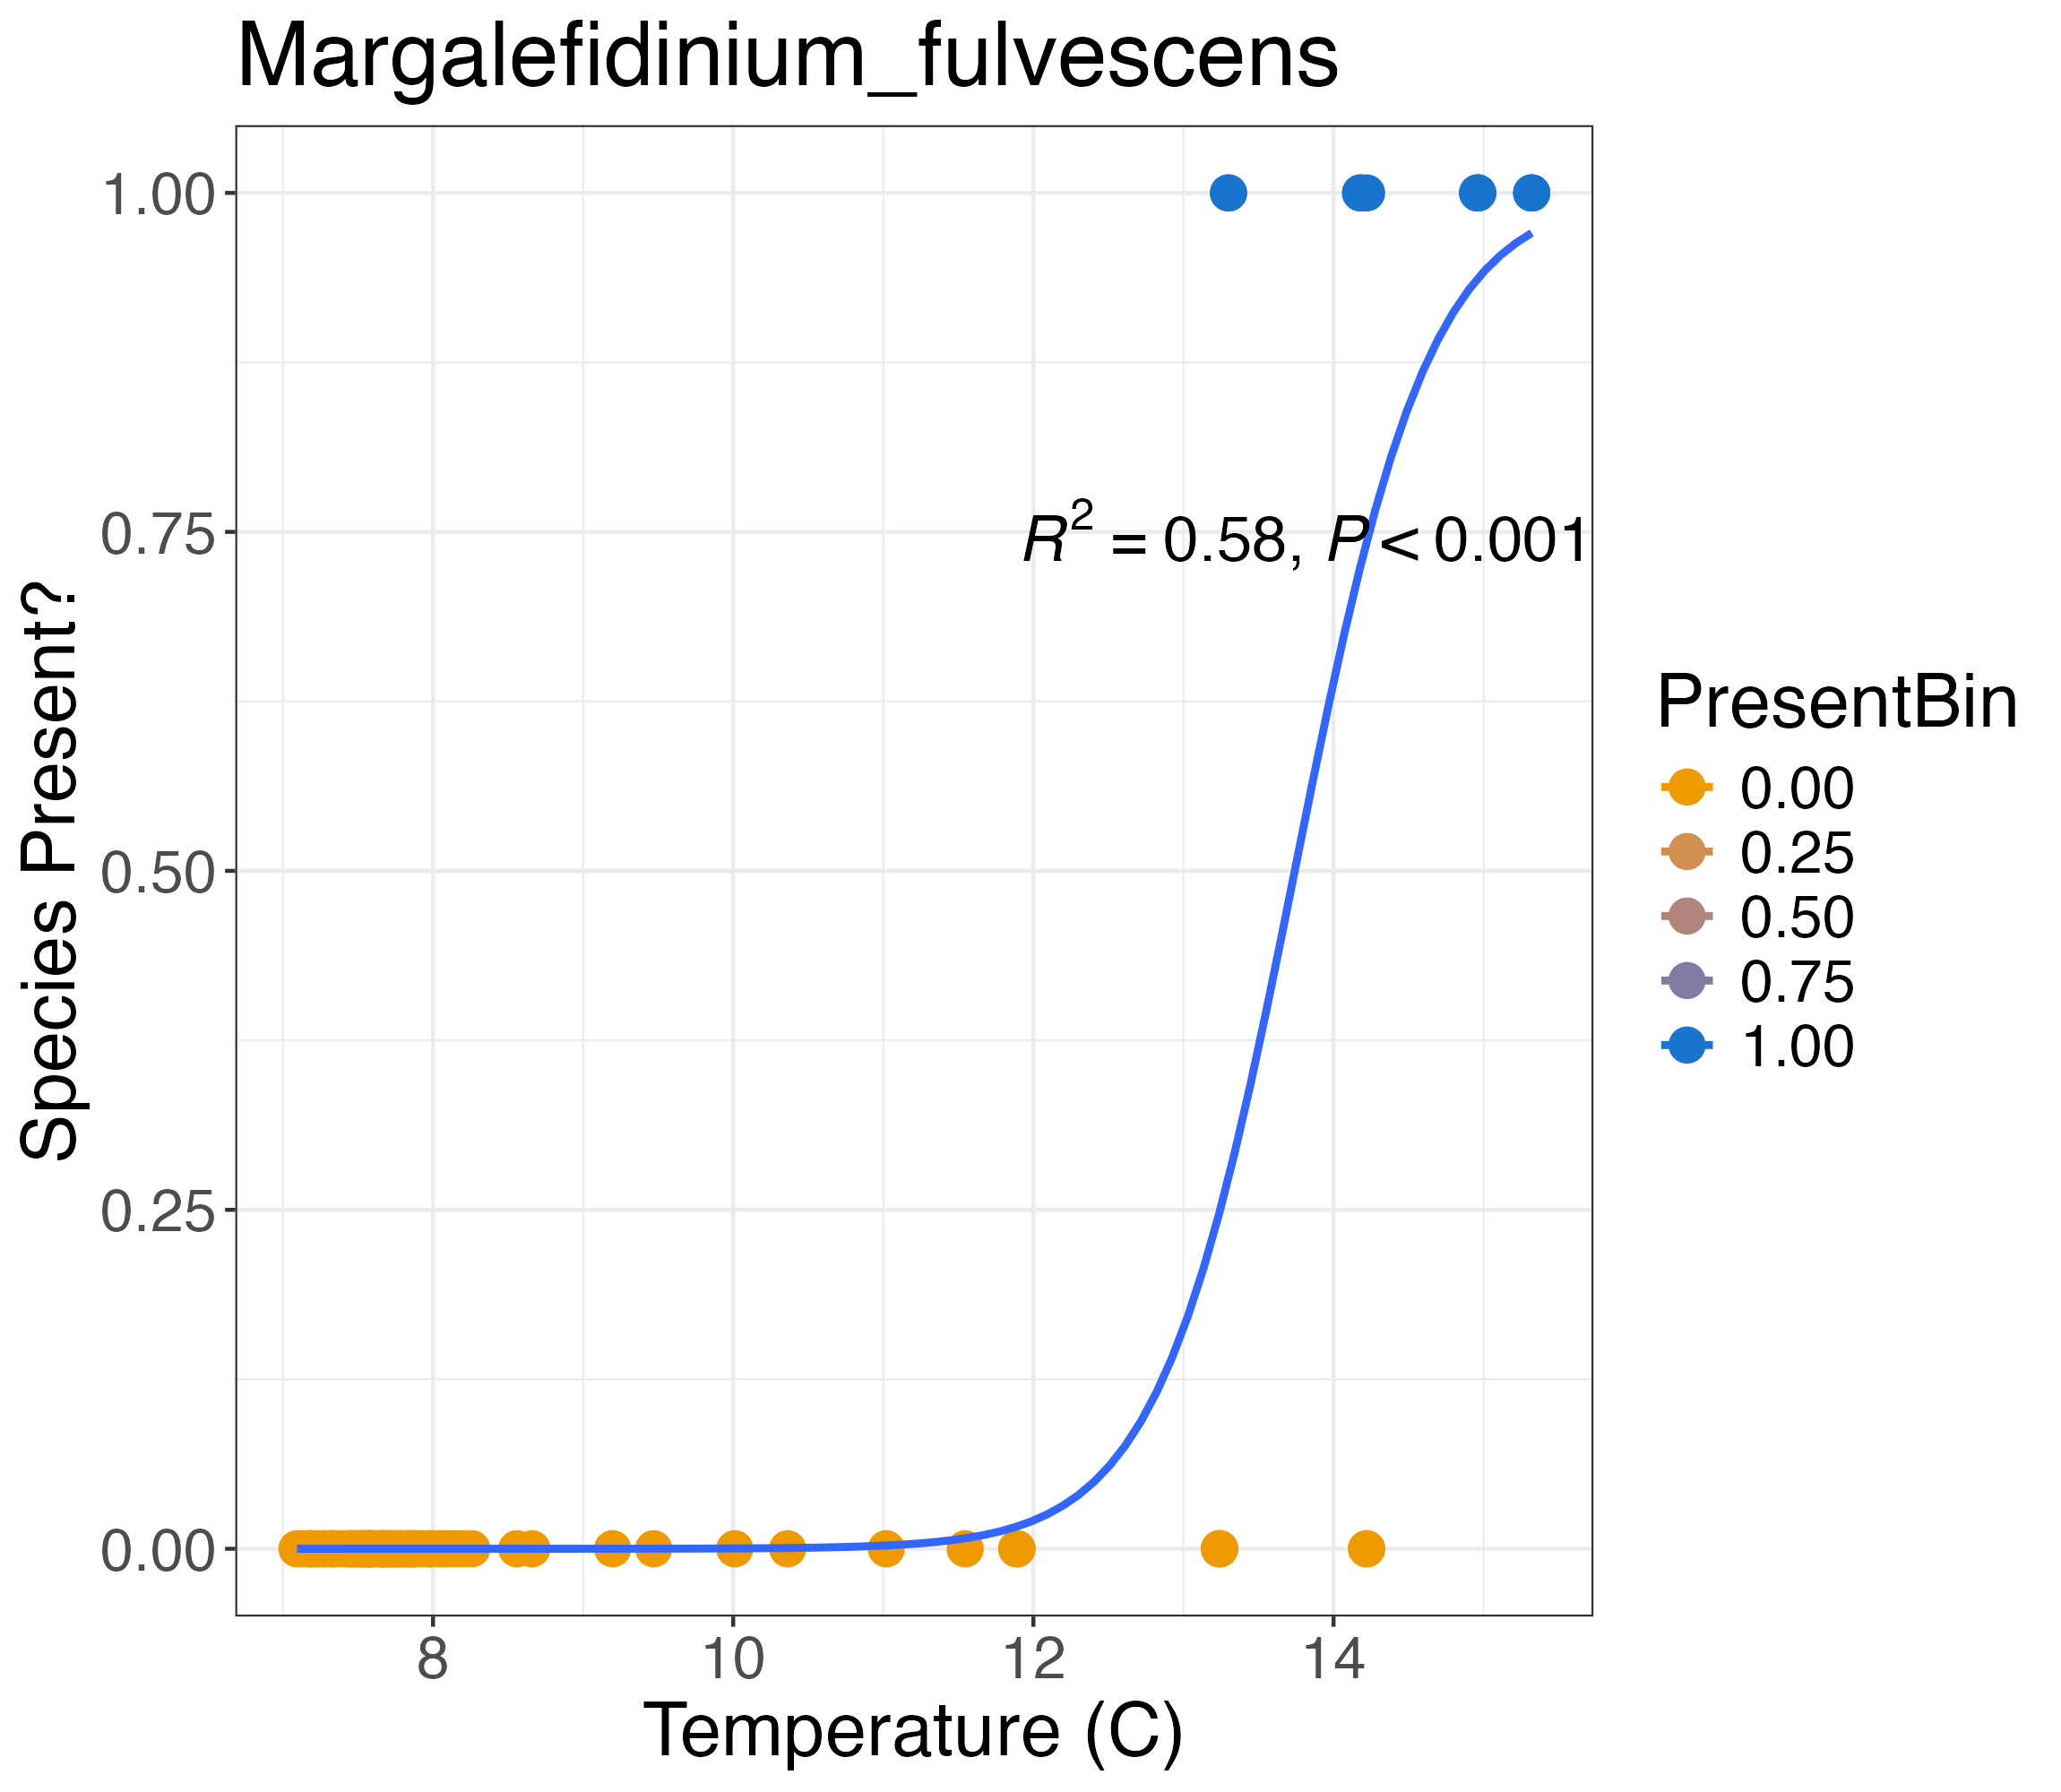 Margalefidinium_fulvescens
1.00
0.75
0.50
0.25
0.00
Species Present?
R² = 0.58, P < 0.001
8 10 12 14
Temperature (C)
PresentBin
0.00
0.25
0.50
0.75
1.00